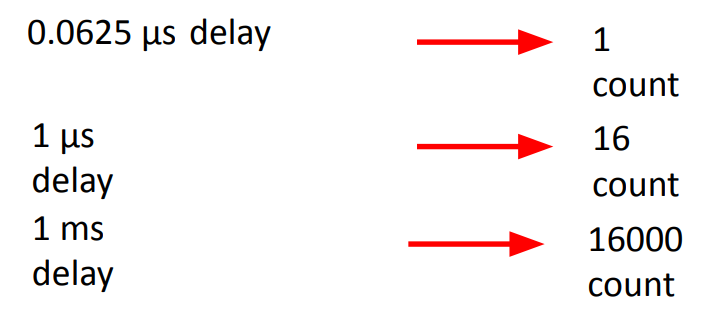 0.0625 µs delay
1
count
1 µs
delay
16
count
1 ms
delay
16000
count